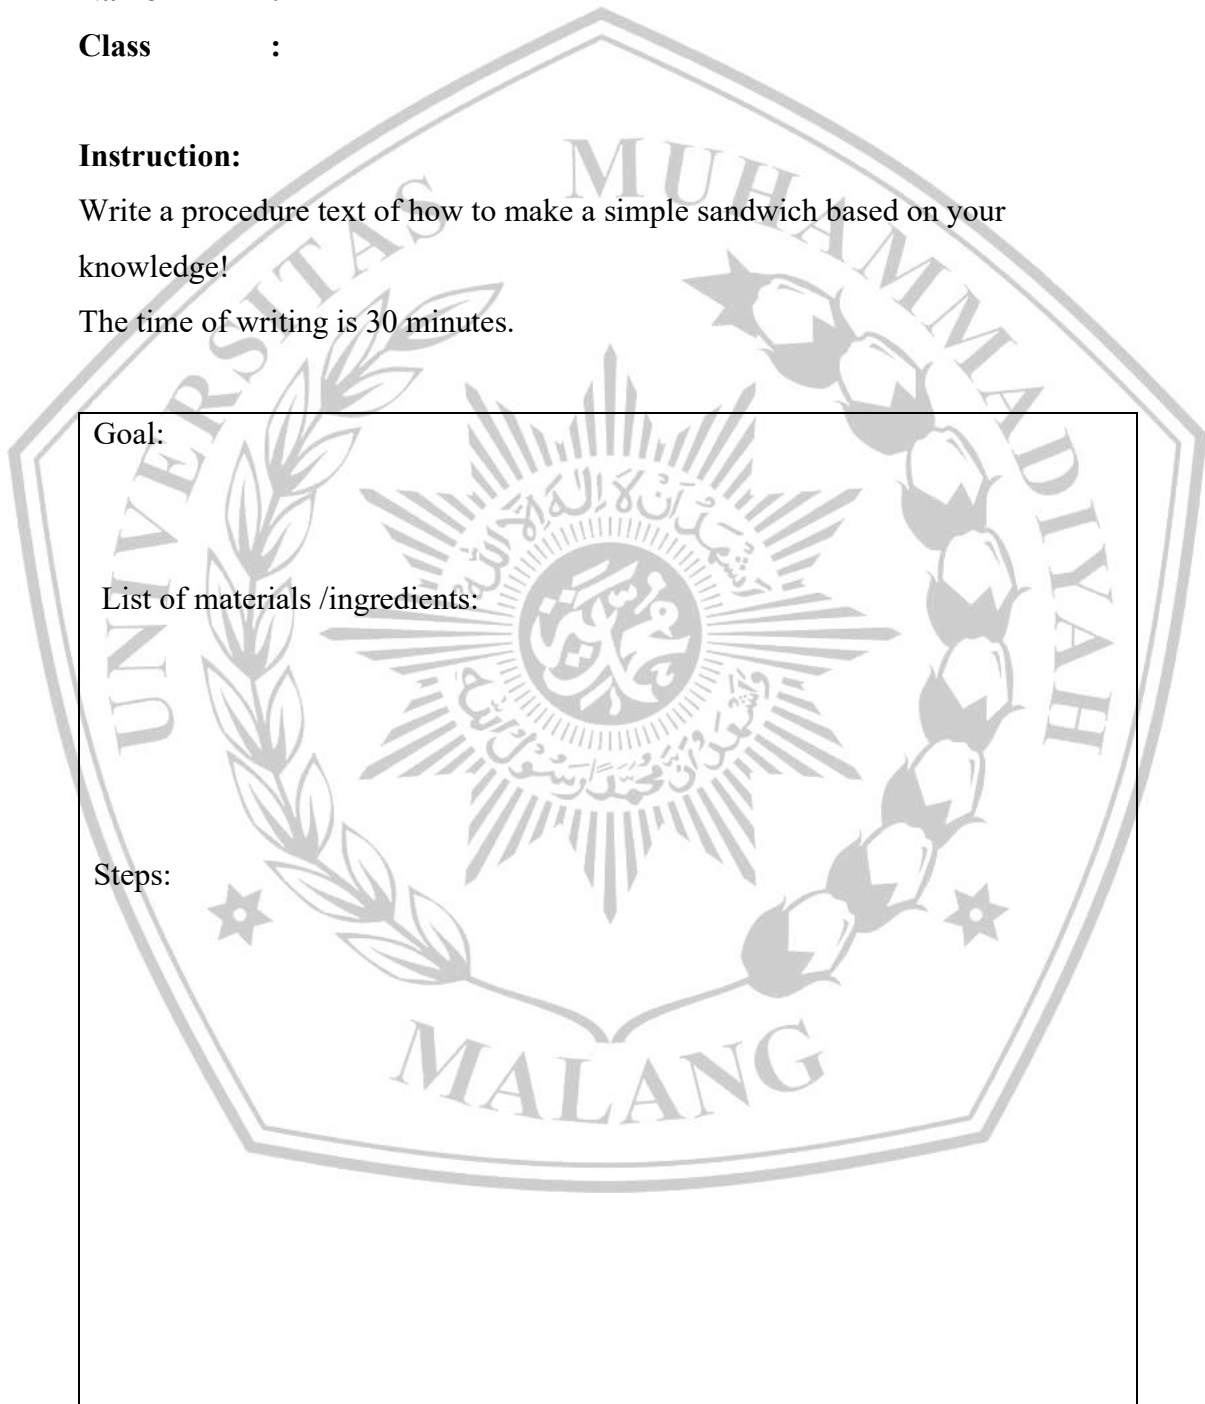 Class :
Instruction:
Write a procedure text of how to make a simple sandwich based on your
knowledge!
The time of writing is 30 minutes.
Goal:
List of materials /ingredients:
Steps:
UNIVERSITAS MUHAMMADIYAH
MALANG